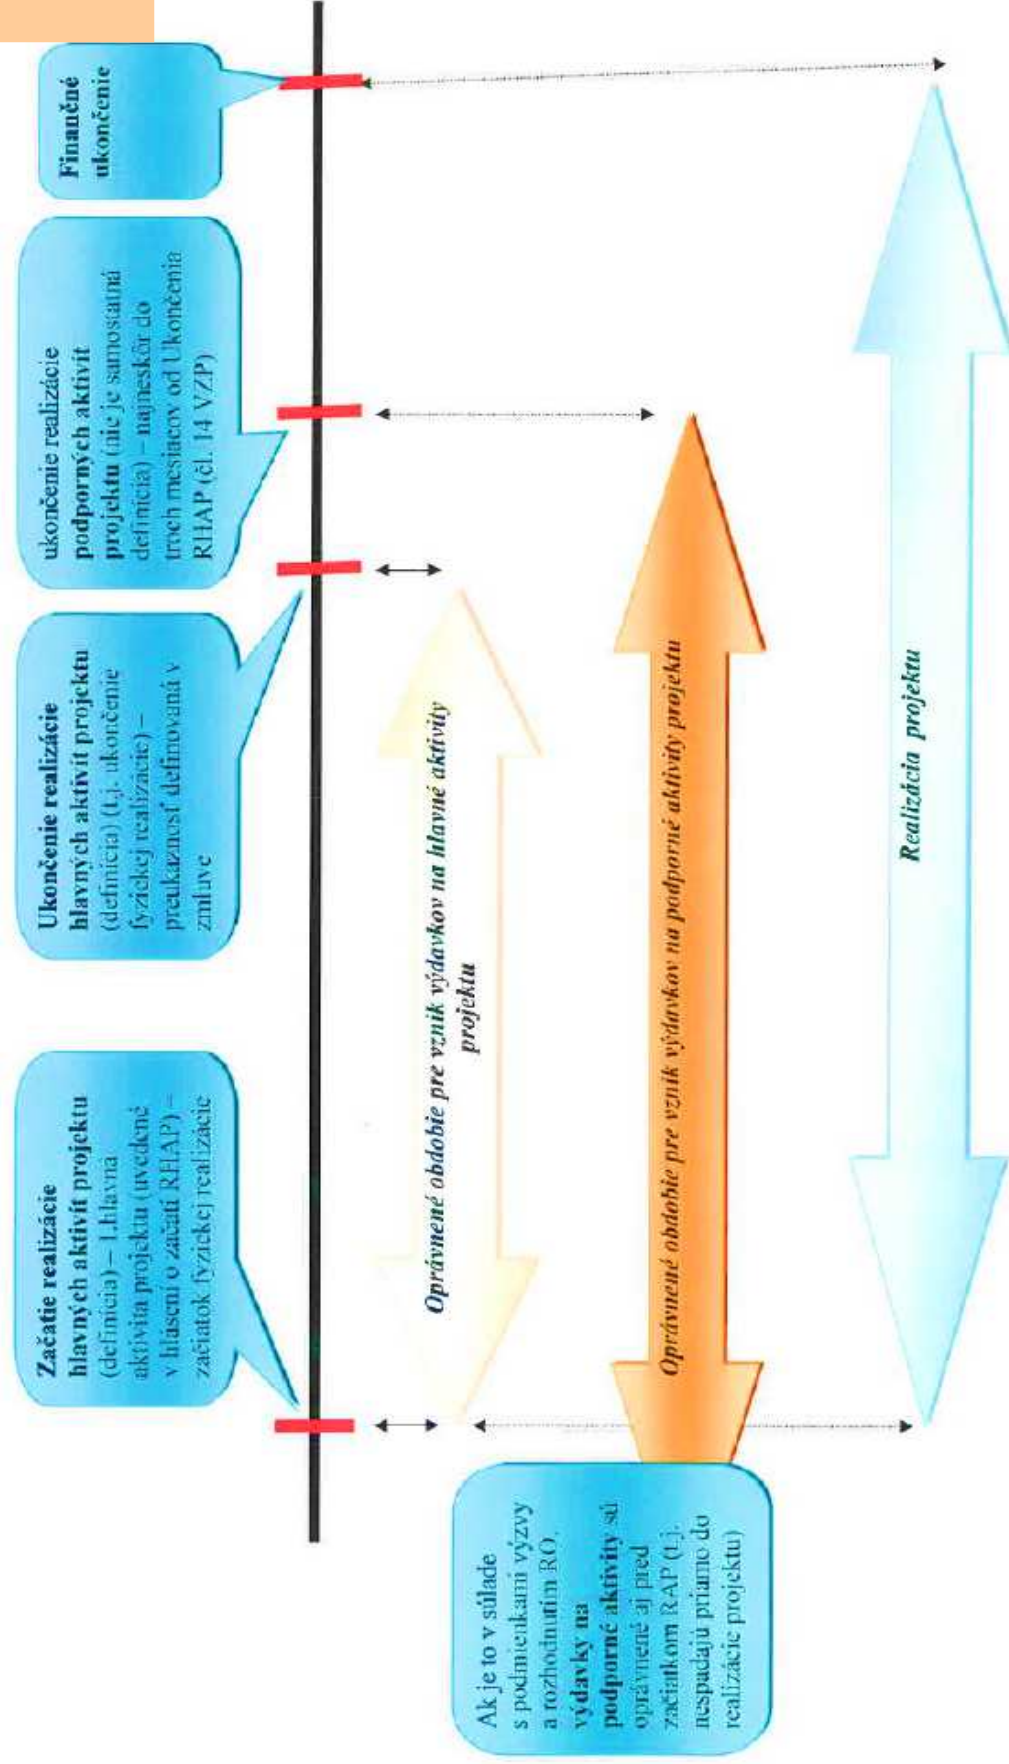 Začatie realizácie
hlavných aktivít projektu
(definícia) – 1.hlavna
aktivita projektu (uvedené
v hlásení o začatí RHAP) –
začiatok fyzickej realizácie
Ukončenie realizácie
hlavných aktivít projektu
(definícia) (t.j. ukončenie
fyzickej realizácie) –
preukaznosť definovaná v
zmluve
ukončenie realizácie
podporných aktivít
projektu (nie je samostatná
definícia) – najneskôr do
troch mesiacov od Ukončenia
RHAP (čl. 14 VZP)
Finančné
ukončenie
Oprávnené obdobie pre vznik výdavkov na hlavné aktivity
projektu
Oprávnené obdobie pre vznik výdavkov na podporné aktivity projektu
Realizácia projektu
Ak je to v súlade
s podmienkami výzvy
a rozhodnutím RO,
výdavky na
podporné aktivity sú
oprávnené aj pred
začiatkom RAP (t.j.
nespadajú priamo do
realizácie projektu)